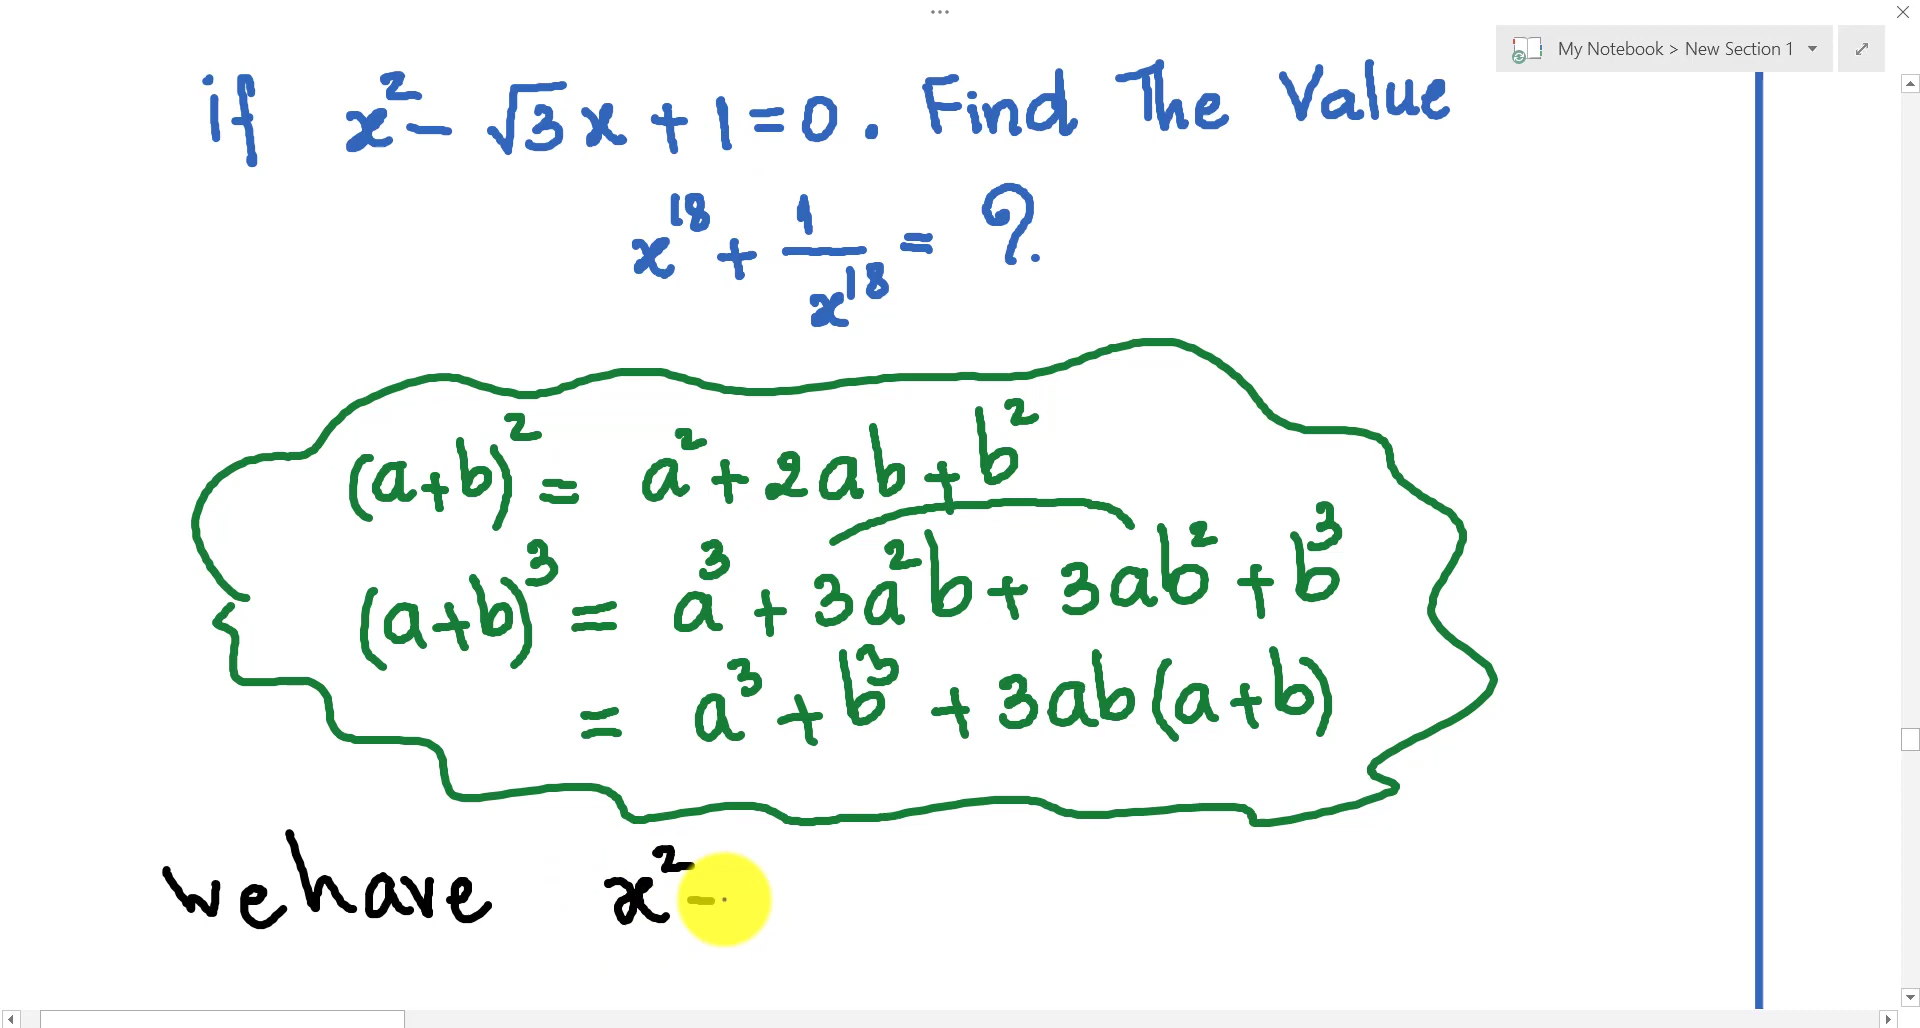 ...
My Notebook > New Section 1
if x² - √3x + 1 = 0. Find The Value
x¹⁸ + 1/x¹⁸ = ?
(a+b)² = a² + 2ab + b²
(a+b)³ = a³ + 3a²b + 3ab² + b³
= a³ + b³ + 3ab(a+b)
we have x² -